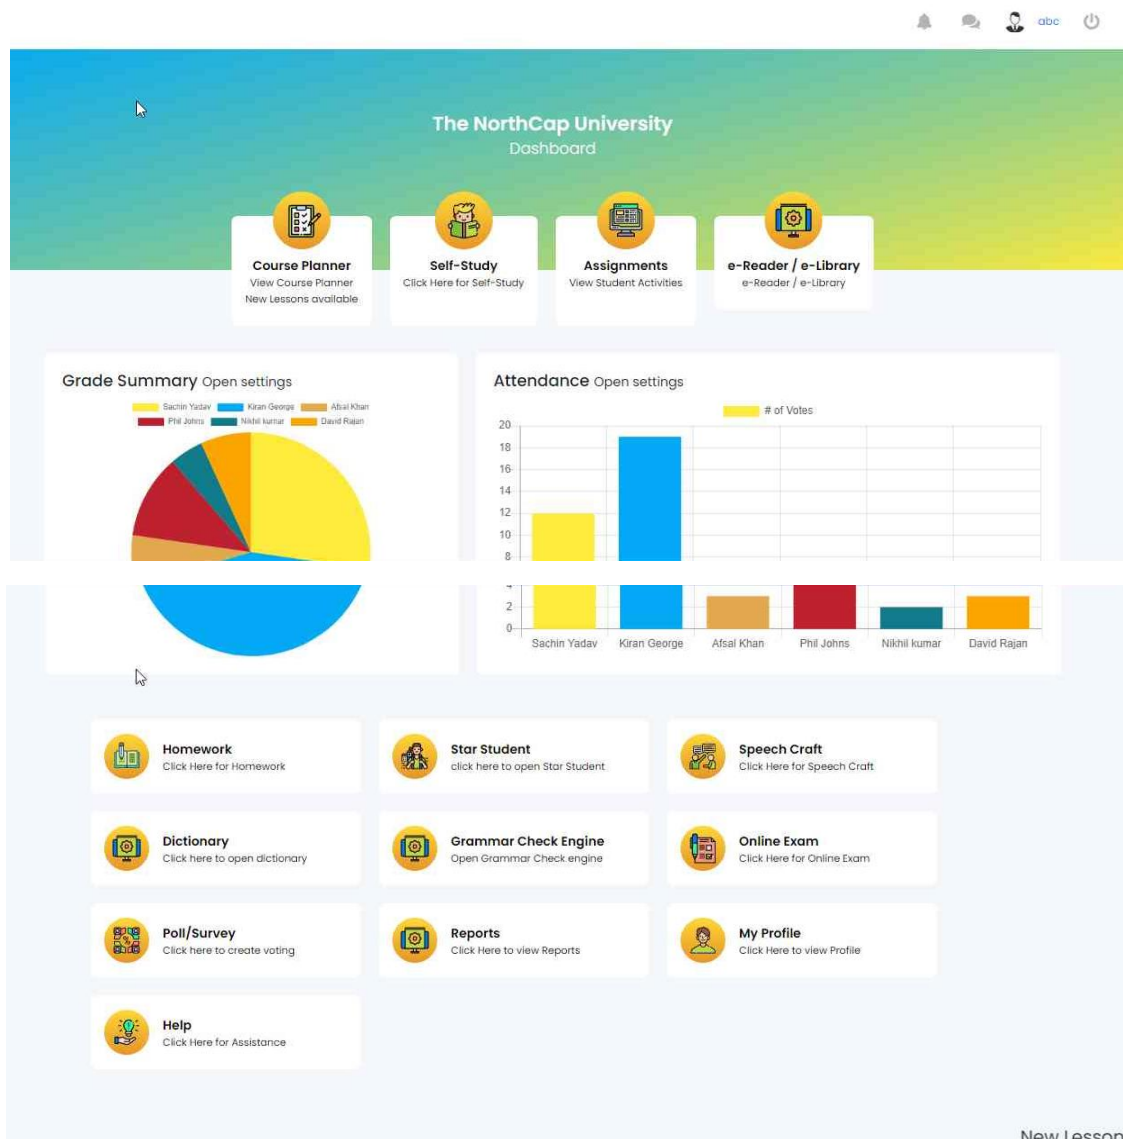 abc
The NorthCap University
Dashboard
Course Planner
View Course Planner
New Lessons available
Self-Study
Click Here for Self-Study
Assignments
View Student Activities
e-Reader / e-Library
e-Reader / e-Library
Grade Summary Open settings
Sachin Yadav Kiran George Afsal Khan
Phil Johns Nikhil kumar David Rajan
Attendance Open settings
# of Votes
20
18
16
14
12
10
8
4
2
0
Sachin Yadav Kiran George Afsal Khan Phil Johns Nikhil kumar David Rajan
Homework
Click Here for Homework
Star Student
click here to open Star Student
Speech Craft
Click Here for Speech Craft
Dictionary
Click here to open dictionary
Grammar Check Engine
Open Grammar Check engine
Online Exam
Click Here for Online Exam
Poll/Survey
Click here to create voting
Reports
Click Here to view Reports
My Profile
Click Here to view Profile
Help
Click Here for Assistance
New Lesson